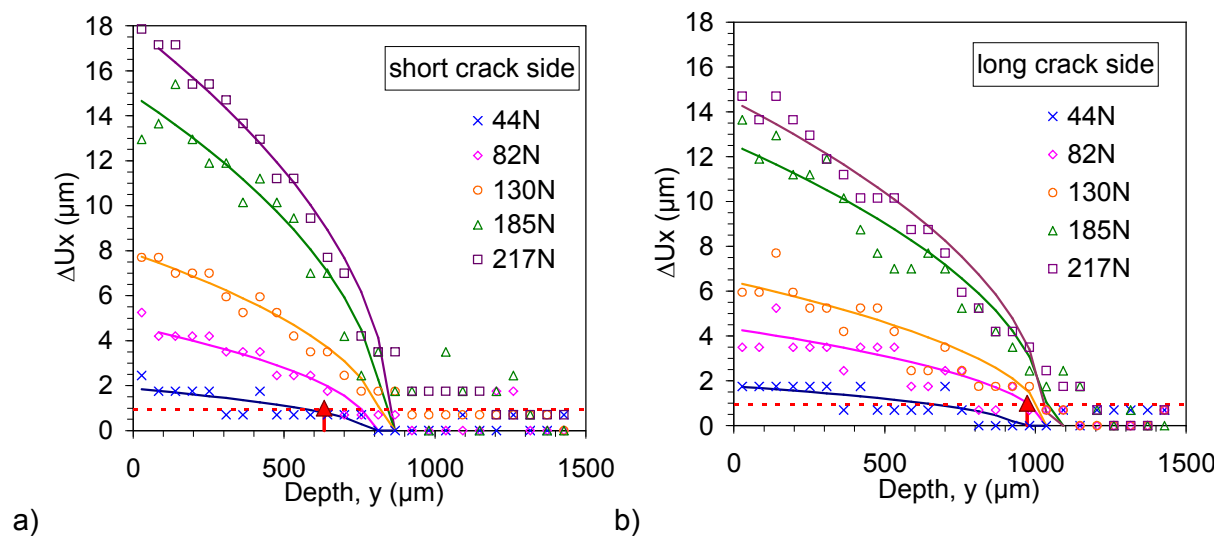 18
16
14
12
10
8
6
4
2
0
ΔUx (µm)
short crack side
44N
82N
130N
185N
217N
0 500 1000 1500
Depth, y (µm)
a)
18
16
14
12
10
8
6
4
2
0
ΔUx (µm)
long crack side
44N
82N
130N
185N
217N
0 500 1000 1500
Depth, y (µm)
b)